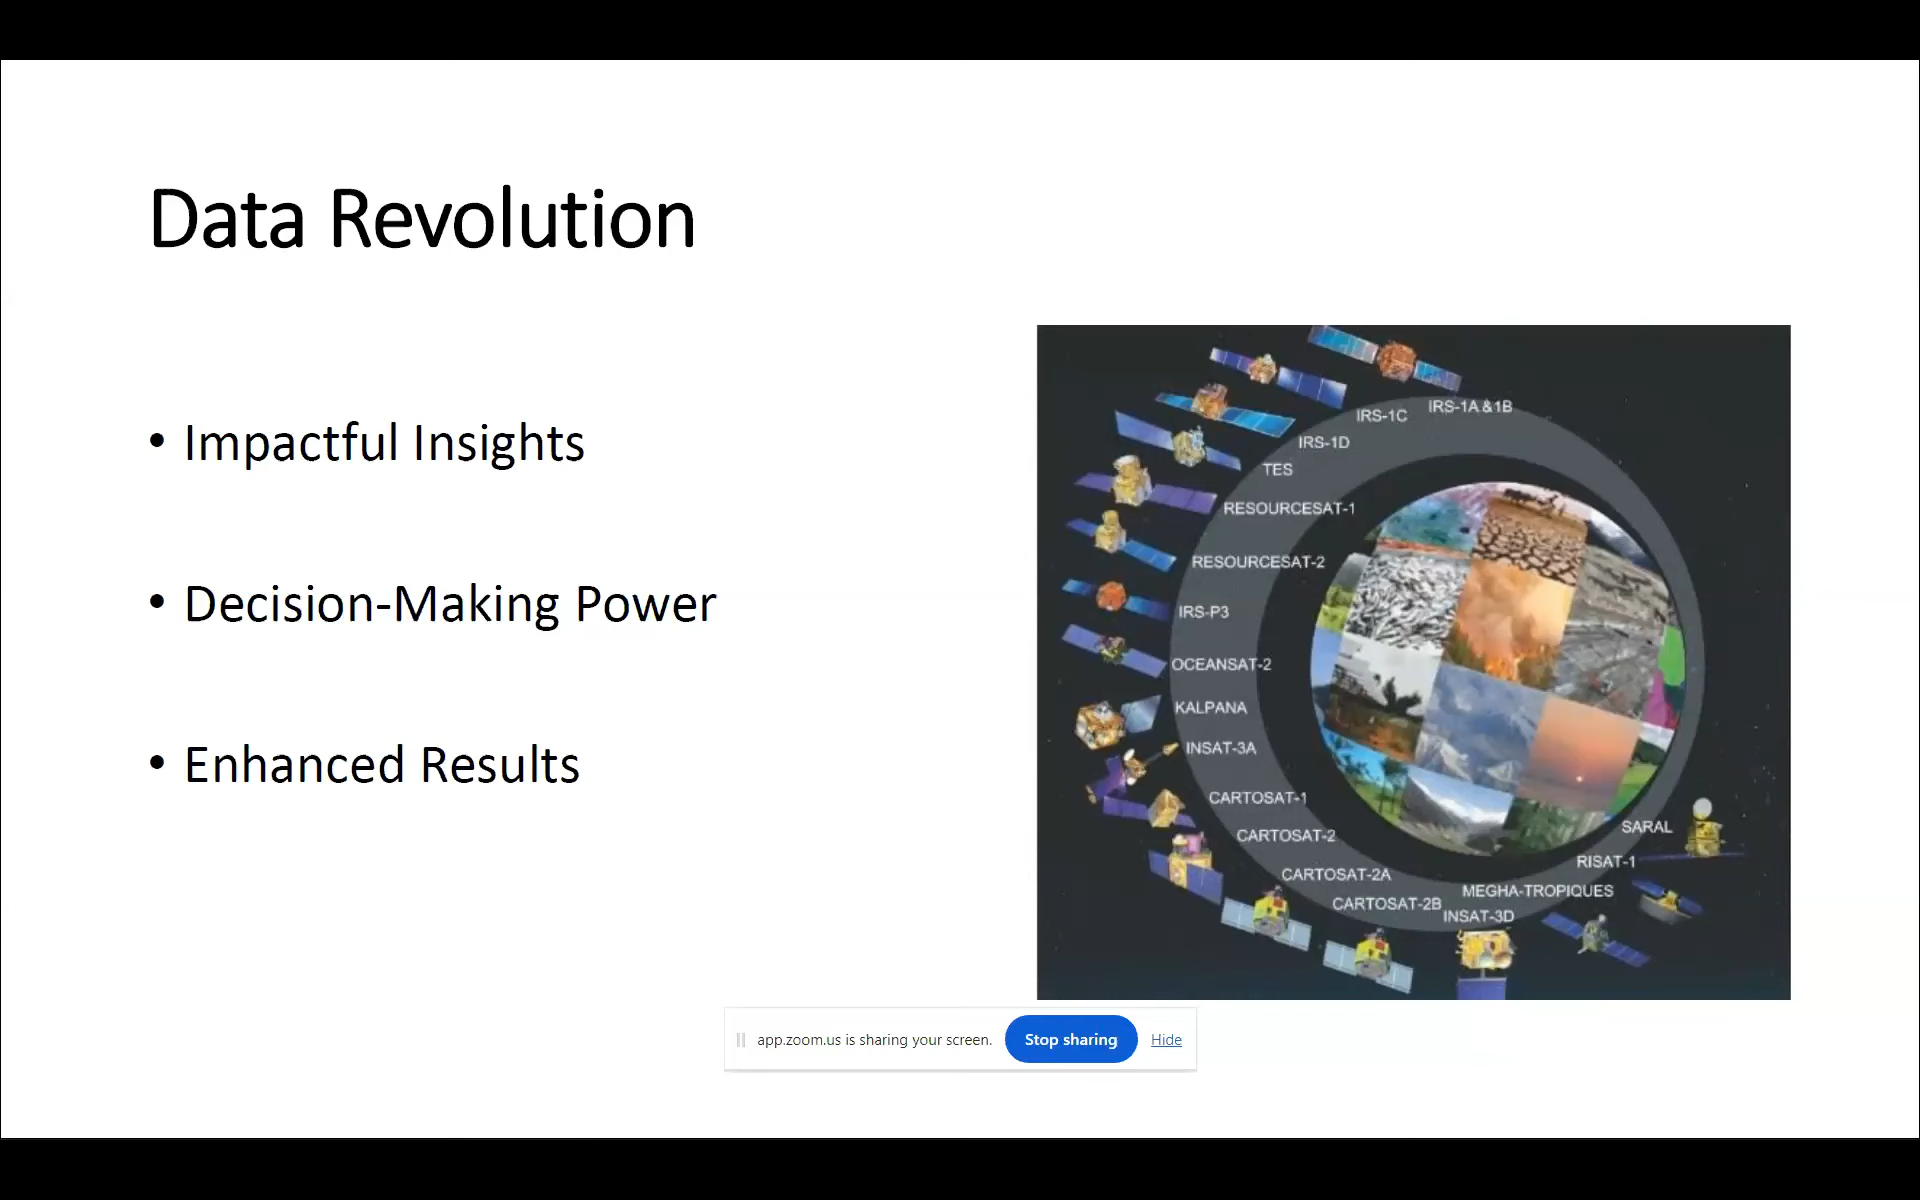 Data Revolution
• Impactful Insights
• Decision-Making Power
• Enhanced Results
IRS-1A &1B
IRS-1C
IRS-1D
TES
RESOURCESAT-1
RESOURCESAT-2
IRS-P3
OCEANSAT-2
KALPANA
INSAT-3A
CARTOSAT-1
CARTOSAT-2
CARTOSAT-2A
CARTOSAT-2B
INSAT-3D
MEGHA-TROPIQUES
RISAT-1
SARAL
app.zoom.us is sharing your screen. Stop sharing Hide